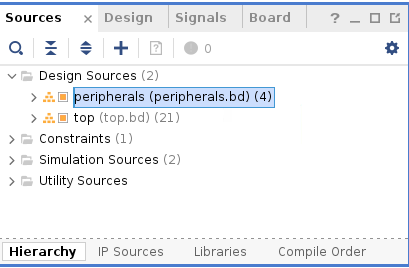 Sources × Design Signals Board ? _
0
Design Sources (2)
peripherals (peripherals.bd) (4)
top (top.bd) (21)
Constraints (1)
Simulation Sources (2)
Utility Sources
Hierarchy IP Sources Libraries Compile Order